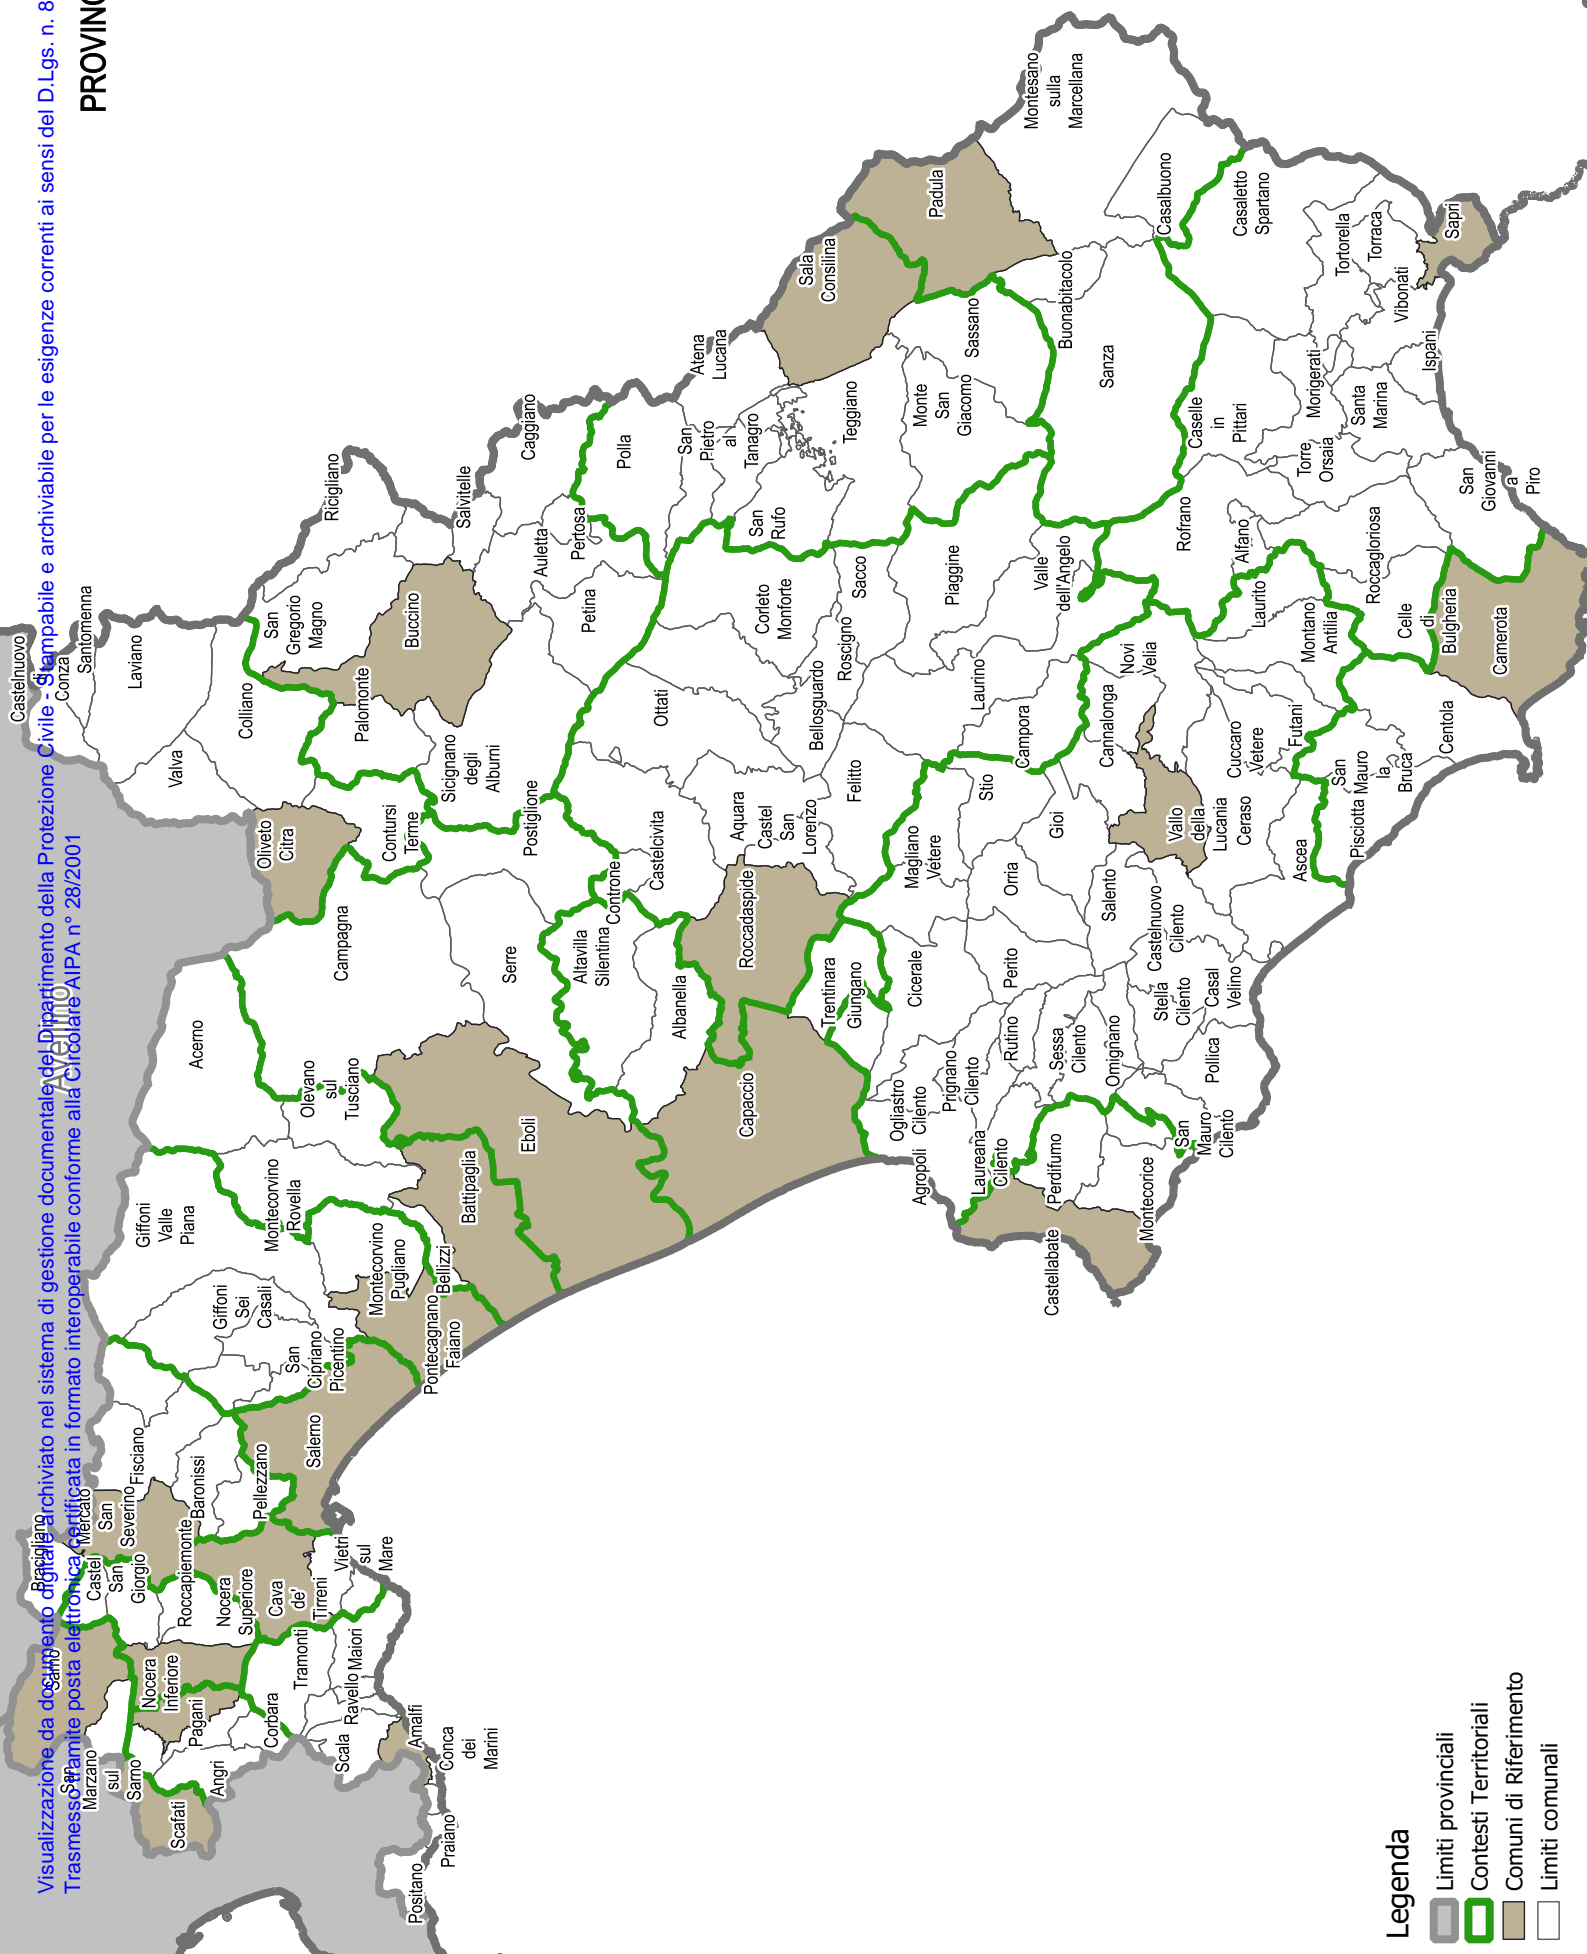 Visualizzazione da documento digitale archiviato nel sistema di gestione documentale del Dipartimento della Protezione Civile - Stampabile e archiviabile per le esigenze correnti ai sensi del D.Lgs. n. 8
Trasmesso tramite posta elettronica certificata in formato interoperabile conforme alla Circolare AIPA n° 28/2001
PROVINC
Avellino
Castelnuovo
di
Conza
Santomenna
Laviano
Valva
Colliano
San
Gregorio
Magno
Ricigliano
Buccino
Palomonte
Salvitelle
Caggiano
Auletta
Pertosa
Petina
Polla
Atena
Lucana
San
Pietro
al
Tanagro
Sala
Consilina
Padula
Montesano
sulla
Marcellana
Teggiano
San
Rufo
Monte
San
Giacomo
Sassano
Buonabitacolo
Casalbuono
Sanza
Casaletto
Spartano
Tortorella
Torraca
Sapri
Vibonati
Ispani
Morigerati
Santa
Marina
Caselle
in
Pittari
Torre
Orsaia
San
Giovanni
a
Piro
Roccagloriosa
Rofrano
Alfano
Laurito
Montano
Antilia
Celle
di
Bulgheria
Camerota
Centola
Futani
Cuccaro
Vetere
San
Mauro
la
Bruca
Pisciotta
Ascea
Ceraso
Vallo
della
Lucania
Novi
Velia
Cannalonga
Campora
Laurino
Valle
dell'Angelo
Piaggine
Sacco
Roscigno
Bellosguardo
Corleto
Monforte
Ottati
Sicignano
degli
Alburni
Postiglione
Contursi
Terme
Oliveto
Citra
Campagna
Serre
Controne
Castelcivita
Aquara
Castel
San
Lorenzo
Felitto
Roccadaspide
Altavilla
Silentina
Albanella
Trentinara
Giungano
Capaccio
Magliano
Vetere
Stio
Gioi
Orria
Salento
Castelnuovo
Cilento
Perito
Cicerale
Stella
Cilento
Casal
Velino
Pollica
Omignano
Sessa
Cilento
Rutino
Prignano
Cilento
Ogliastro
Cilento
Agropoli
Laureana
Cilento
Perdifumo
Montecorice
San
Mauro
Cilento
Castellabate
Acerno
Olevano
sul
Tusciano
Eboli
Battipaglia
Montecorvino
Rovella
Giffoni
Valle
Piana
Montecorvino
Pugliano
Bellizzi
Giffoni
Sei
Casali
Pontecagnano
Faiano
San
Cipriano
Picentino
Salerno
Fisciano
Baronissi
Pellezzano
Mercato
San
Severino
Bracigliano
Castel
San
Giorgio
Roccapiemonte
Nocera
Superiore
Cava
de'
Tirreni
Vietri
sul
Mare
Sarno
Nocera
Inferiore
Pagani
Tramonti
Maiori
Ravello
Corbara
Scala
Amalfi
Conca
dei
Marini
Praiano
Positano
San
Marzano
sul
Sarno
Angri
Scafati
Legenda
Limiti provinciali
Contesti Territoriali
Comuni di Riferimento
Limiti comunali